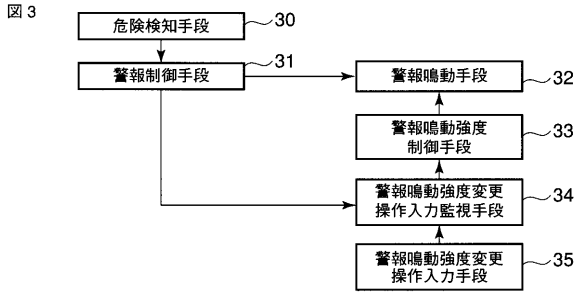 図3
危険検知手段
30
警報制御手段
31
警報鳴動手段
32
警報鳴動強度
制御手段
33
警報鳴動強度変更
操作入力監視手段
34
警報鳴動強度変更
操作入力手段
35